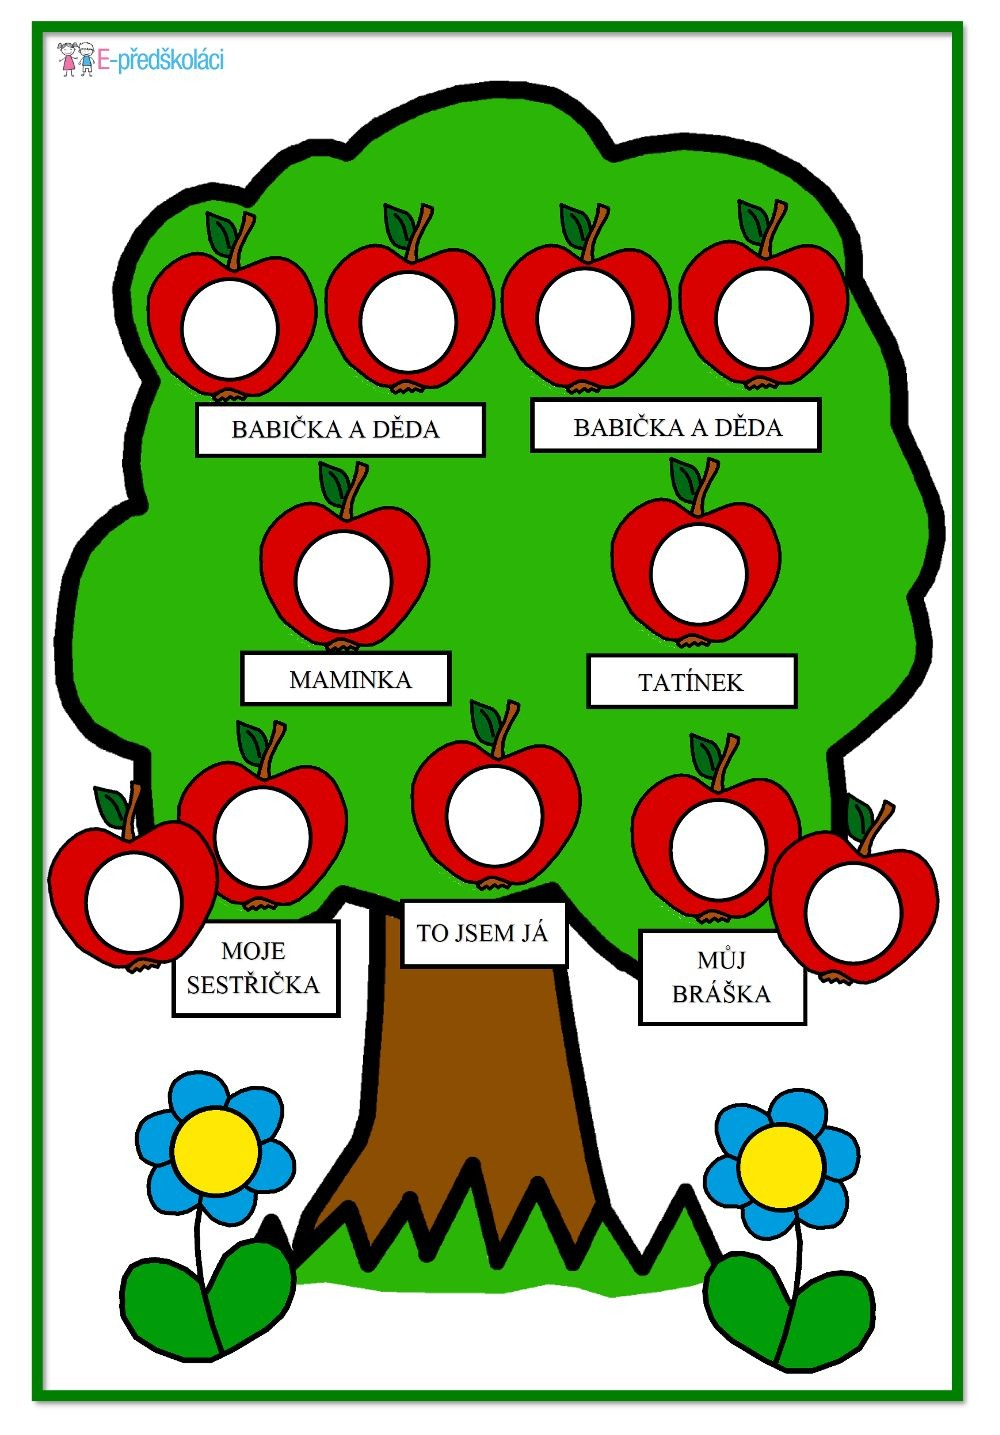 E-předškoláci
BABIČKA A DĚDA
BABIČKA A DĚDA
MAMINKA
TATÍNEK
TO JSEM JÁ
MOJE
SESTŘIČKA
MŮJ
BRÁŠKA